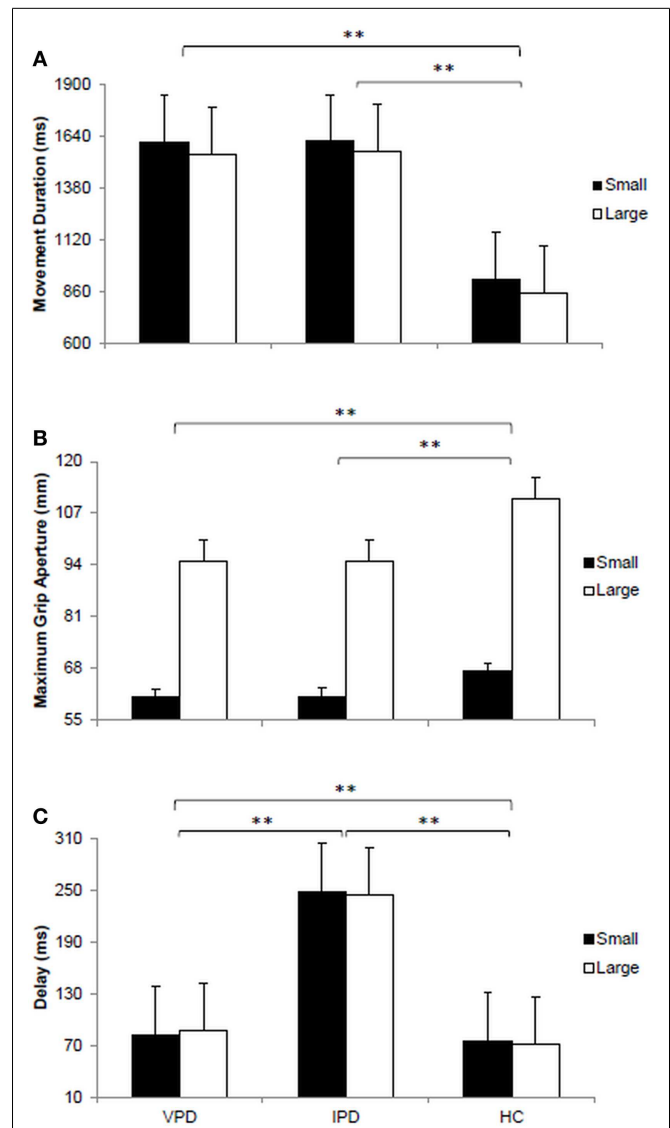 **
A
**
1900
1640
1380
1120
860
600
Movement Duration (ms)
Small
Large
**
B
**
120
107
94
81
68
55
Maximum Grip Aperture (mm)
Small
Large
**
C
** **
310
250
190
130
70
10
Delay (ms)
Small
Large
VPD IPD HC